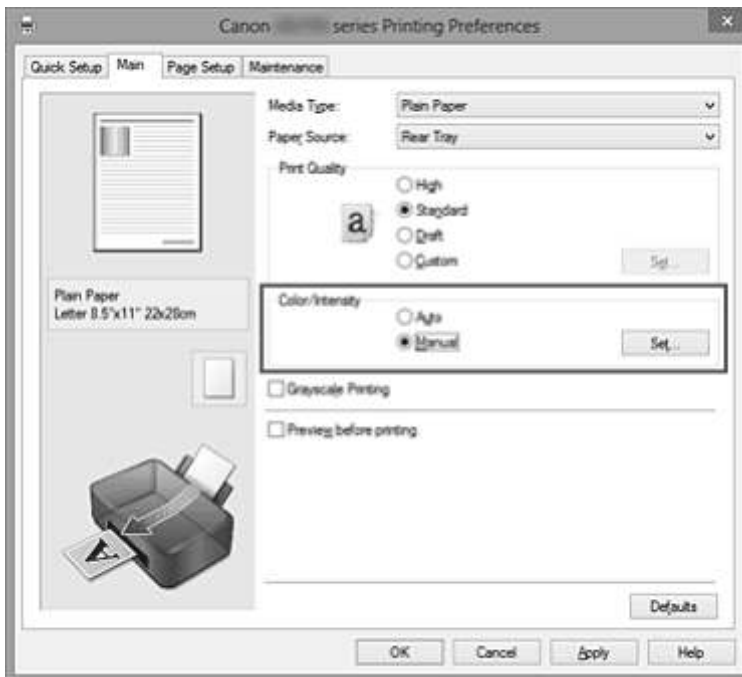 Canon series Printing Preferences
Quick Setup Main Page Setup Maintenance
Media Type: Plain Paper
Paper Source: Rear Tray
Print Quality
High
a Standard
Draft
Custom Set...
Plain Paper
Letter 8.5"x11" 22x28cm
Color/Intensity
Auto
Manual Set...
Grayscale Printing
Preview before printing
A
Defaults
OK Cancel Apply Help